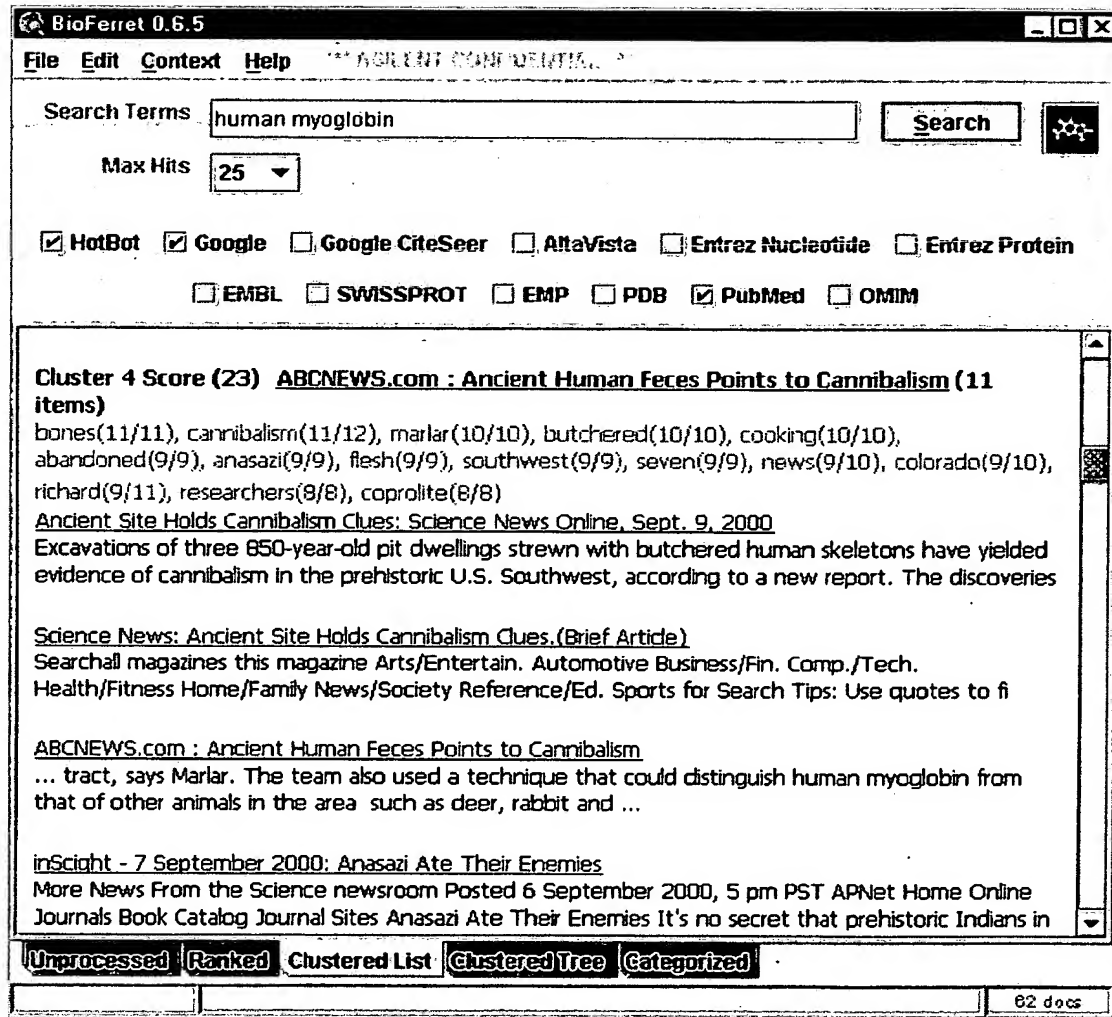 BioFerret 0.6.5
File Edit Context Help *** AGILENT CONFIDENTIAL
Search Terms human myoglobin Search
Max Hits 25
HotBot Google Google CiteSeer AltaVista Entrez Nucleotide Entrez Protein
EMBL SWISSPROT EMP PDB PubMed OMIM
Cluster 4 Score (23) ABCNEWS.com : Ancient Human Feces Points to Cannibalism (11
items)
bones(11/11), cannibalism(11/12), marlar(10/10), butchered(10/10), cooking(10/10),
abandoned(9/9), anasazi(9/9), flesh(9/9), southwest(9/9), seven(9/9), news(9/10), colorado(9/10),
richard(9/11), researchers(8/8), coprolite(8/8)
Ancient Site Holds Cannibalism Clues: Science News Online, Sept. 9, 2000
Excavations of three 850-year-old pit dwellings strewn with butchered human skeletons have yielded
evidence of cannibalism in the prehistoric U.S. Southwest, according to a new report. The discoveries
Science News: Ancient Site Holds Cannibalism Clues.(Brief Article)
Searchall magazines this magazine Arts/Entertain. Automotive Business/Fin. Comp./Tech.
Health/Fitness Home/Family News/Society Reference/Ed. Sports for Search Tips: Use quotes to fi
ABCNEWS.com : Ancient Human Feces Points to Cannibalism
... tract, says Marlar. The team also used a technique that could distinguish human myoglobin from
that of other animals in the area such as deer, rabbit and ...
inScight - 7 September 2000: Anasazi Ate Their Enemies
More News From the Science newsroom Posted 6 September 2000, 5 pm PST APNet Home Online
Journals Book Catalog Journal Sites Anasazi Ate Their Enemies It's no secret that prehistoric Indians in
Unprocessed Ranked Clustered List Clustered Tree Categorized
62 docs